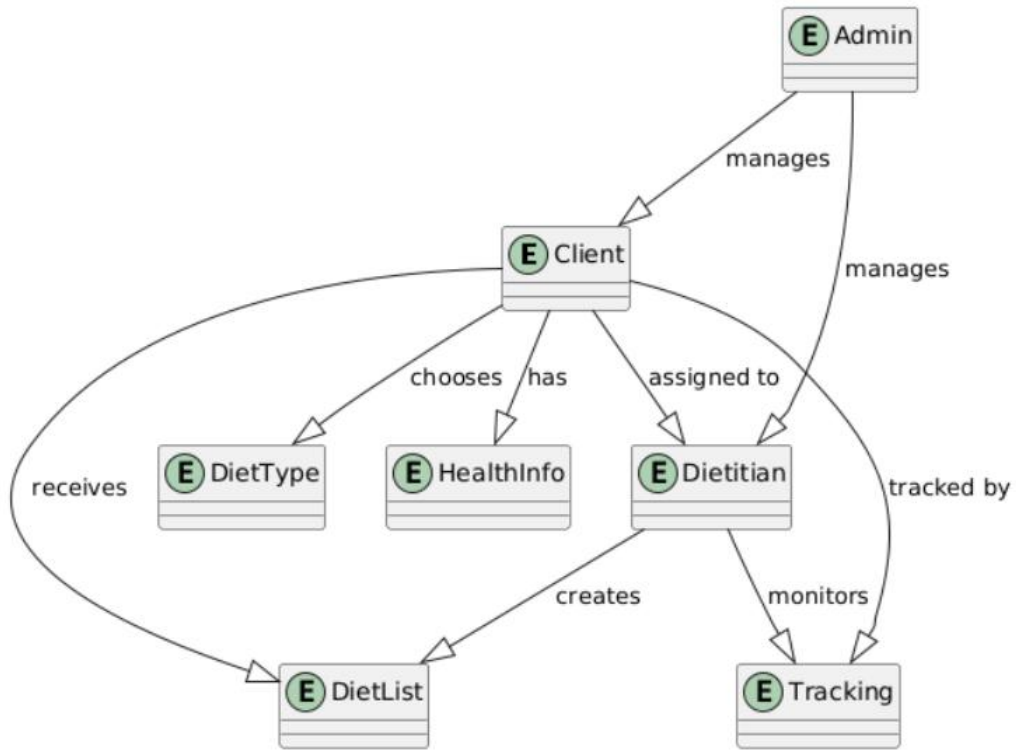 E Admin
manages
E Client
manages
chooses
has
assigned to
E DietType
E HealthInfo
E Dietitian
receives
tracked by
creates
monitors
E DietList
E Tracking